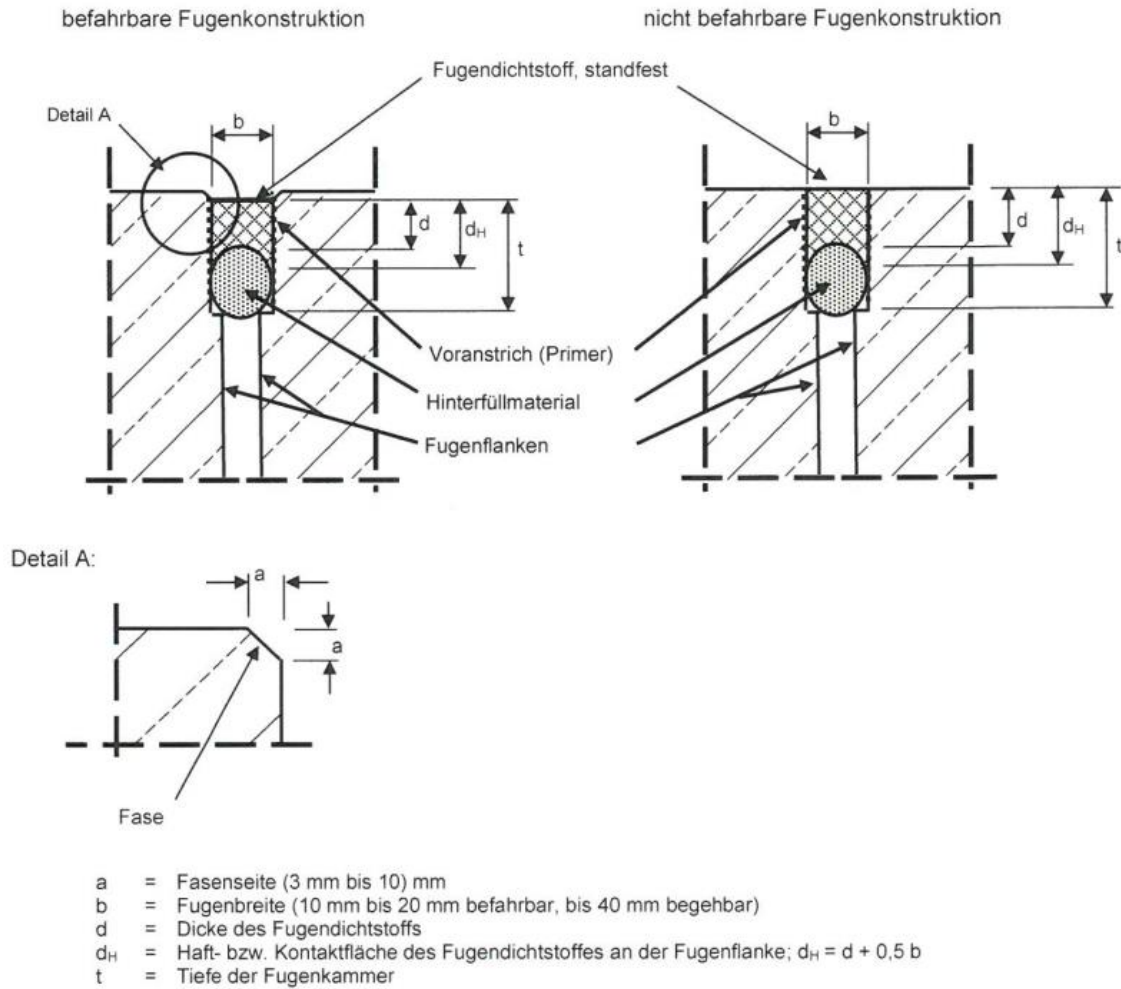 befahrbare Fugenkonstruktion
nicht befahrbare Fugenkonstruktion
Fugendichtstoff, standfest
Detail A
b
b
d
dH
t
d
dH
t
Voranstrich (Primer)
Hinterfüllmaterial
Fugenflanken
Detail A:
a
a
Fase
a = Fasenseite (3 mm bis 10) mm
b = Fugenbreite (10 mm bis 20 mm befahrbar, bis 40 mm begehbar)
d = Dicke des Fugendichtstoffs
dH = Haft- bzw. Kontaktfläche des Fugendichtstoffes an der Fugenflanke; dH = d + 0,5 b
t = Tiefe der Fugenkammer